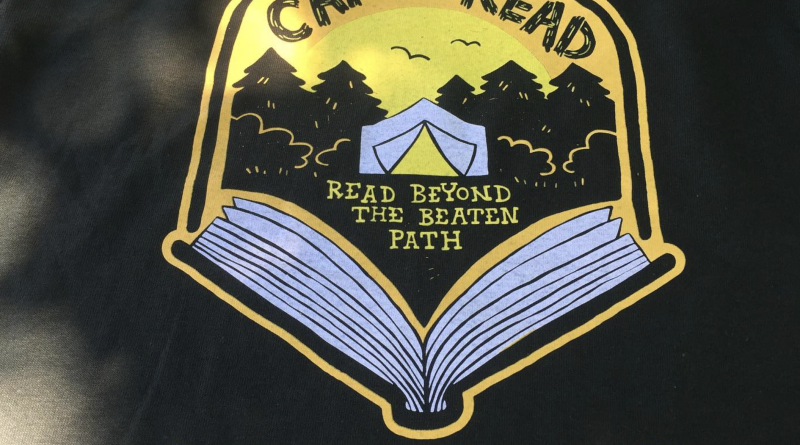 READ
READ BEYOND
THE BEATEN
PATH